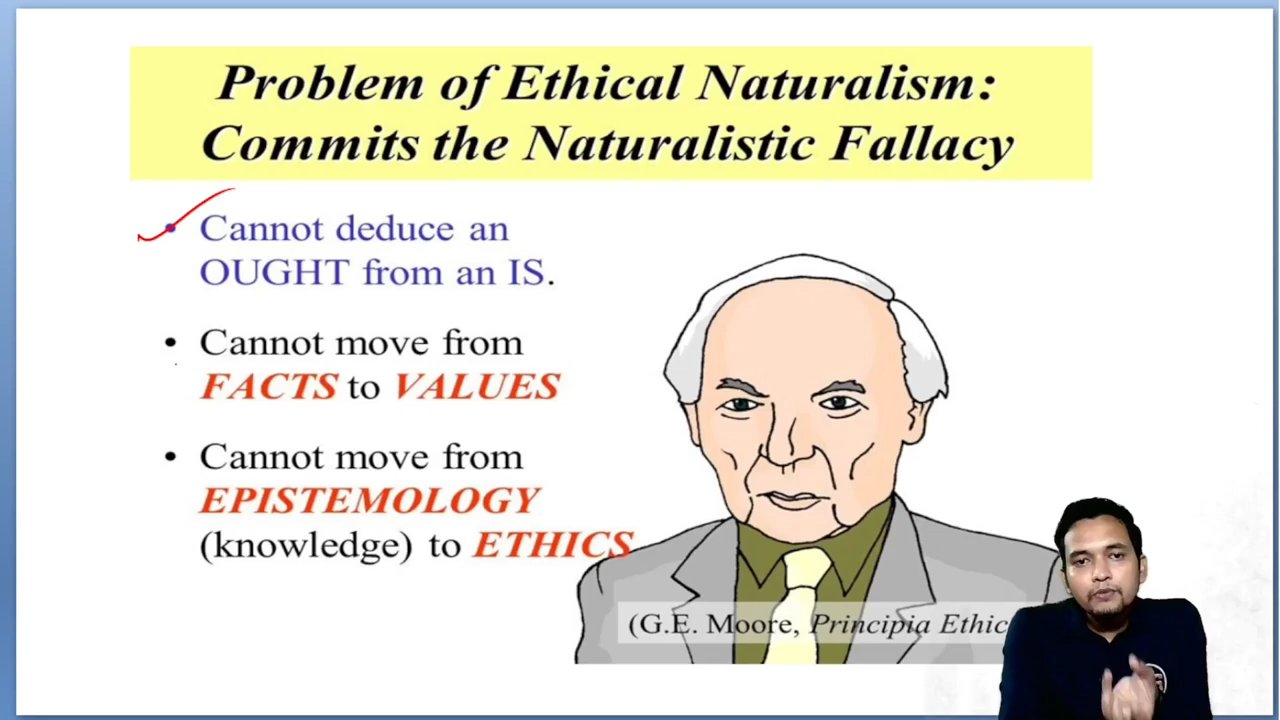 Problem of Ethical Naturalism:
Commits the Naturalistic Fallacy
• Cannot deduce an
OUGHT from an IS.
• Cannot move from
FACTS to VALUES
• Cannot move from
EPISTEMOLOGY
(knowledge) to ETHICS
(G.E. Moore, Principia Ethic